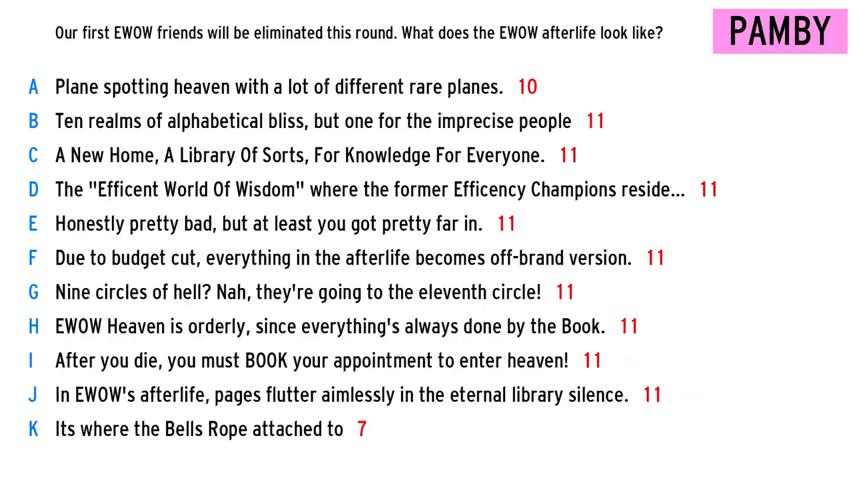 Our first EWOW friends will be eliminated this round. What does the EWOW afterlife look like?
PAMBY
A Plane spotting heaven with a lot of different rare planes. 10
B Ten realms of alphabetical bliss, but one for the imprecise people 11
C A New Home, A Library Of Sorts, For Knowledge For Everyone. 11
D The "Efficent World Of Wisdom" where the former Efficency Champions reside... 11
E Honestly pretty bad, but at least you got pretty far in. 11
F Due to budget cut, everything in the afterlife becomes off-brand version. 11
G Nine circles of hell? Nah, they're going to the eleventh circle! 11
H EWOW Heaven is orderly, since everything's always done by the Book. 11
I After you die, you must BOOK your appointment to enter heaven! 11
J In EWOW's afterlife, pages flutter aimlessly in the eternal library silence. 11
K Its where the Bells Rope attached to 7